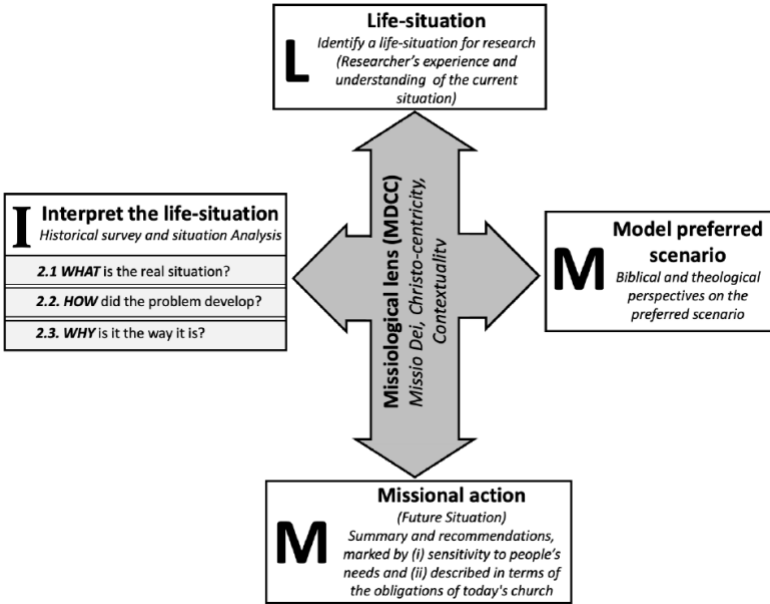 L
Life-situation
Identify a life-situation for research
(Researcher's experience and
understanding of the current
situation)
I
Interpret the life-situation
Historical survey and situation Analysis
2.1 WHAT is the real situation?
2.2. HOW did the problem develop?
2.3. WHY is it the way it is?
Missiological lens (MDCC)
Missio Dei, Christo-centricity,
Contextuality
M
Model preferred
scenario
Biblical and theological
perspectives on the
preferred scenario
M
Missional action
(Future Situation)
Summary and recommendations,
marked by (i) sensitivity to people's
needs and (ii) described in terms of
the obligations of today's church